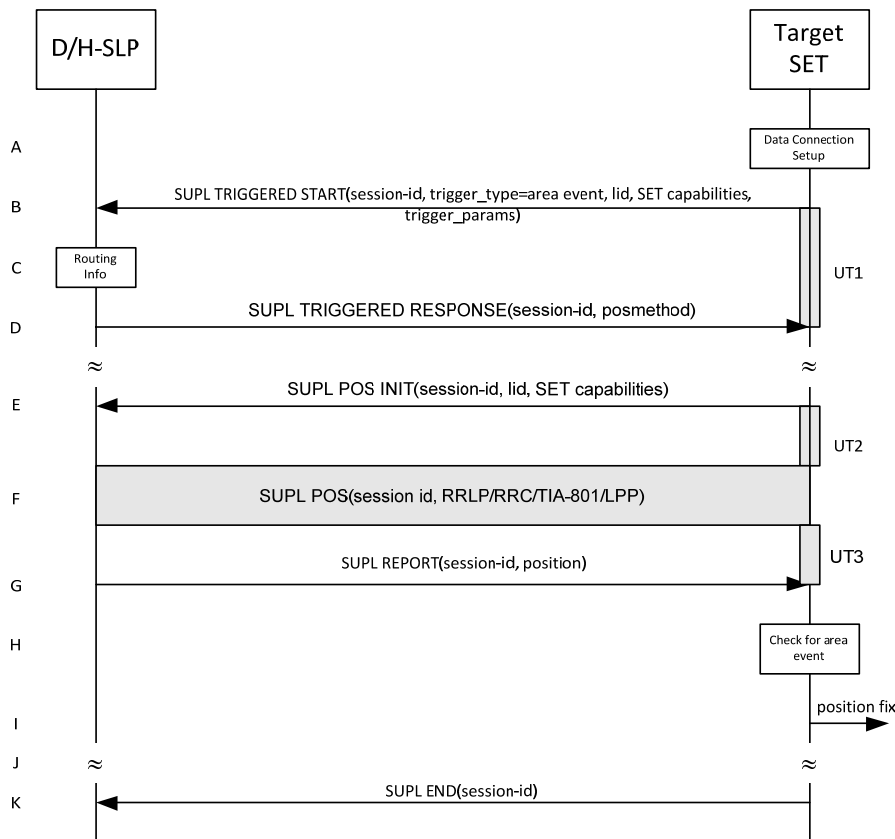 D/H-SLP
Target
SET
A
Data Connection
Setup
B
SUPL TRIGGERED START(session-id, trigger_type=area event, lid, SET capabilities,
trigger_params)
C
Routing
Info
UT1
D
SUPL TRIGGERED RESPONSE(session-id, posmethod)
≈ ≈
E
SUPL POS INIT(session-id, lid, SET capabilities)
UT2
F
SUPL POS(session id, RRLP/RRC/TIA-801/LPP)
UT3
G
SUPL REPORT(session-id, position)
H
Check for area
event
I
position fix
J
≈ ≈
K
SUPL END(session-id)